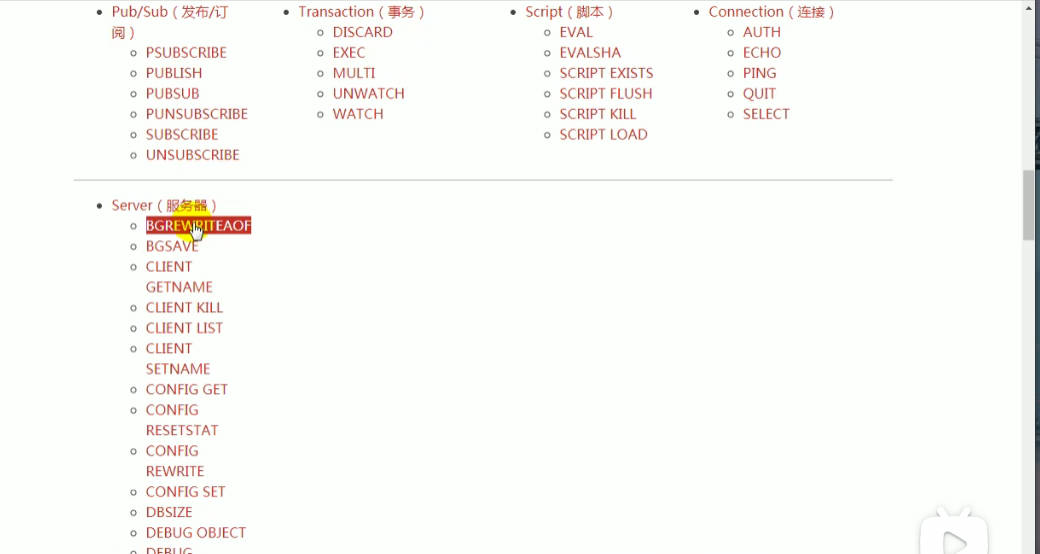 Pub/Sub（发布/订
阅）
PSUBSCRIBE
PUBLISH
PUBSUB
PUNSUBSCRIBE
SUBSCRIBE
UNSUBSCRIBE
Transaction（事务）
DISCARD
EXEC
MULTI
UNWATCH
WATCH
Script（脚本）
EVAL
EVALSHA
SCRIPT EXISTS
SCRIPT FLUSH
SCRIPT KILL
SCRIPT LOAD
Connection（连接）
AUTH
ECHO
PING
QUIT
SELECT
Server（服务器）
BGREWRITEAOF
BGSAVE
CLIENT
GETNAME
CLIENT KILL
CLIENT LIST
CLIENT
SETNAME
CONFIG GET
CONFIG
RESETSTAT
CONFIG
REWRITE
CONFIG SET
DBSIZE
DEBUG OBJECT
DEBUG